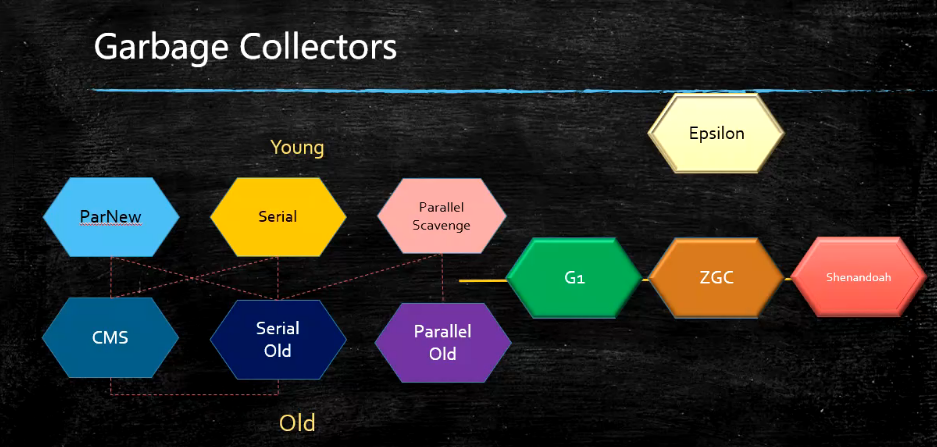 Garbage Collectors
Epsilon
Young
ParNew
Serial
Parallel
Scavenge
G1
ZGC
Shenandoah
CMS
Serial
Old
Parallel
Old
Old